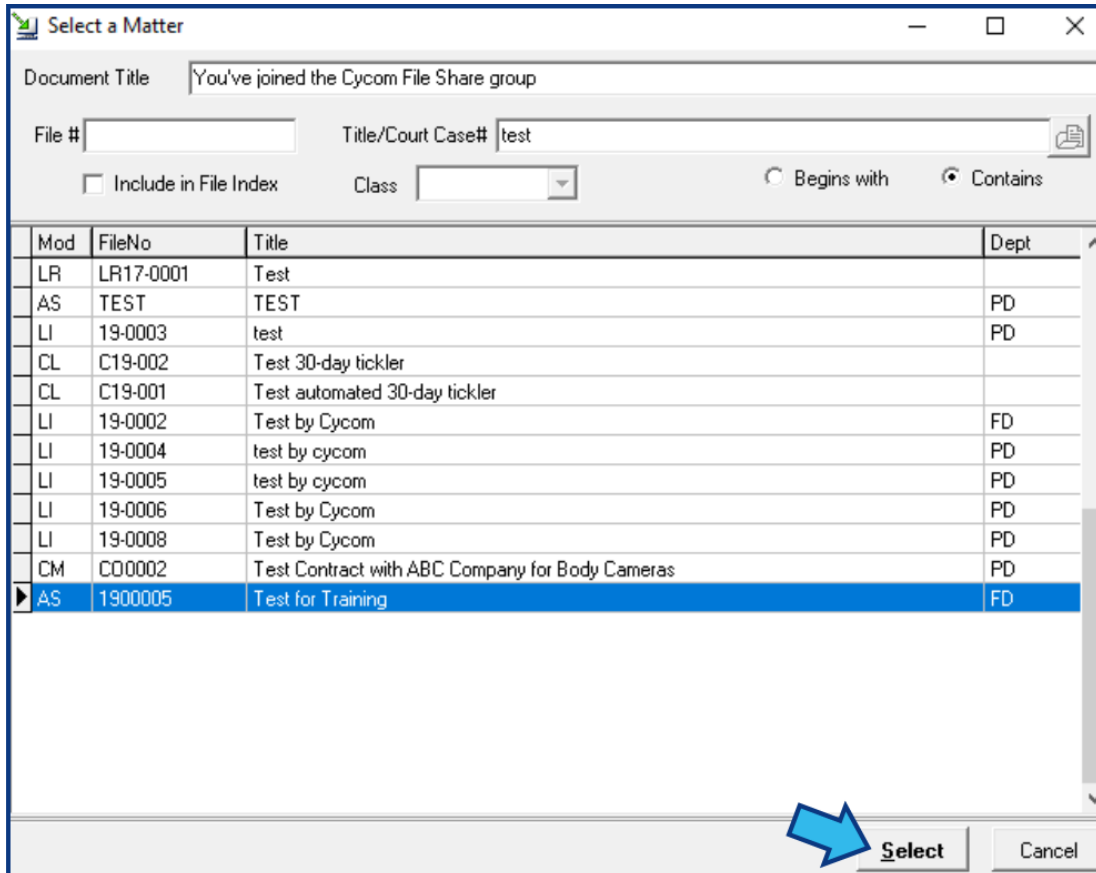 Select a Matter
Document Title You've joined the Cycom File Share group
File # Title/Court Case# test
Include in File Index Class Begins with Contains
Mod FileNo Title Dept
LR LR17-0001 Test
AS TEST TEST PD
LI 19-0003 test PD
CL C19-002 Test 30-day tickler
CL C19-001 Test automated 30-day tickler
LI 19-0002 Test by Cycom FD
LI 19-0004 test by cycom PD
LI 19-0005 test by cycom PD
LI 19-0006 Test by Cycom PD
LI 19-0008 Test by Cycom PD
CM CO0002 Test Contract with ABC Company for Body Cameras PD
AS 1900005 Test for Training FD
Select Cancel